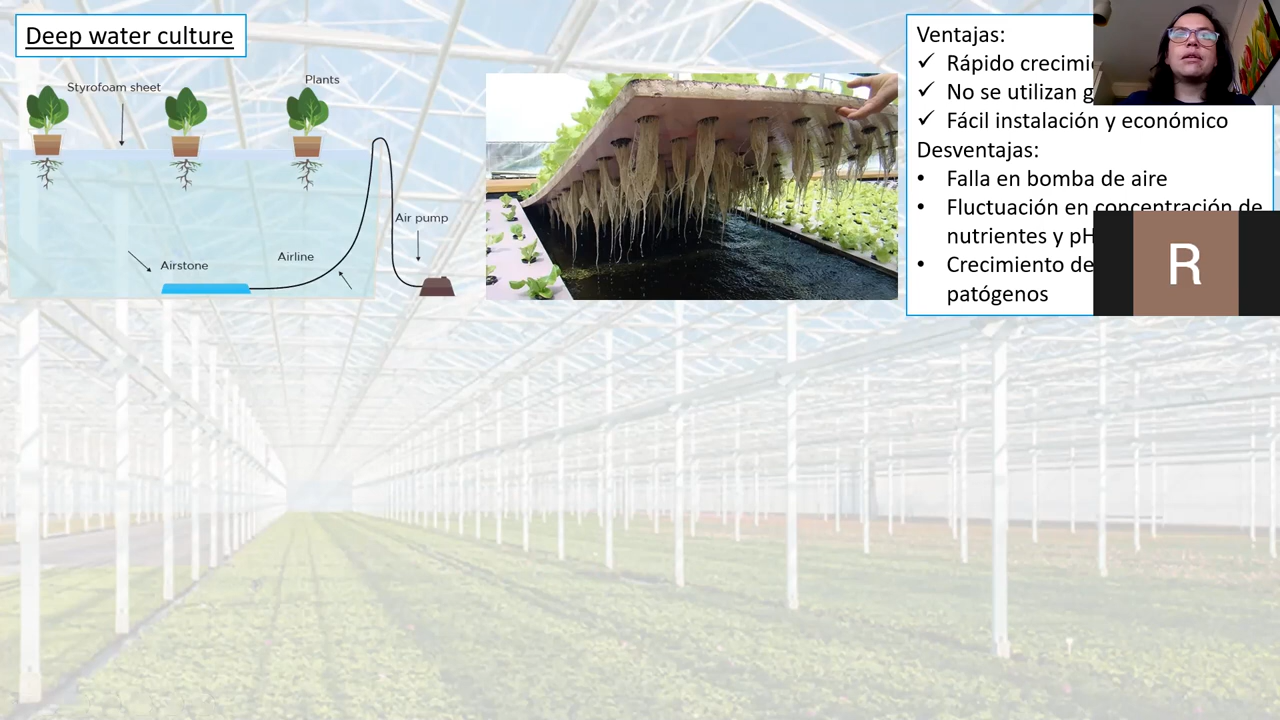 Deep water culture
Styrofoam sheet
Plants
Air pump
Airline
Airstone
Ventajas:
✓ Rápido
✓ No se utilizan
✓ Fácil instalación y económico
Desventajas:
• Falla en bomba de aire
• Fluctuación en concentración de
nutrientes y pH
• Crecimiento de
patógenos
R